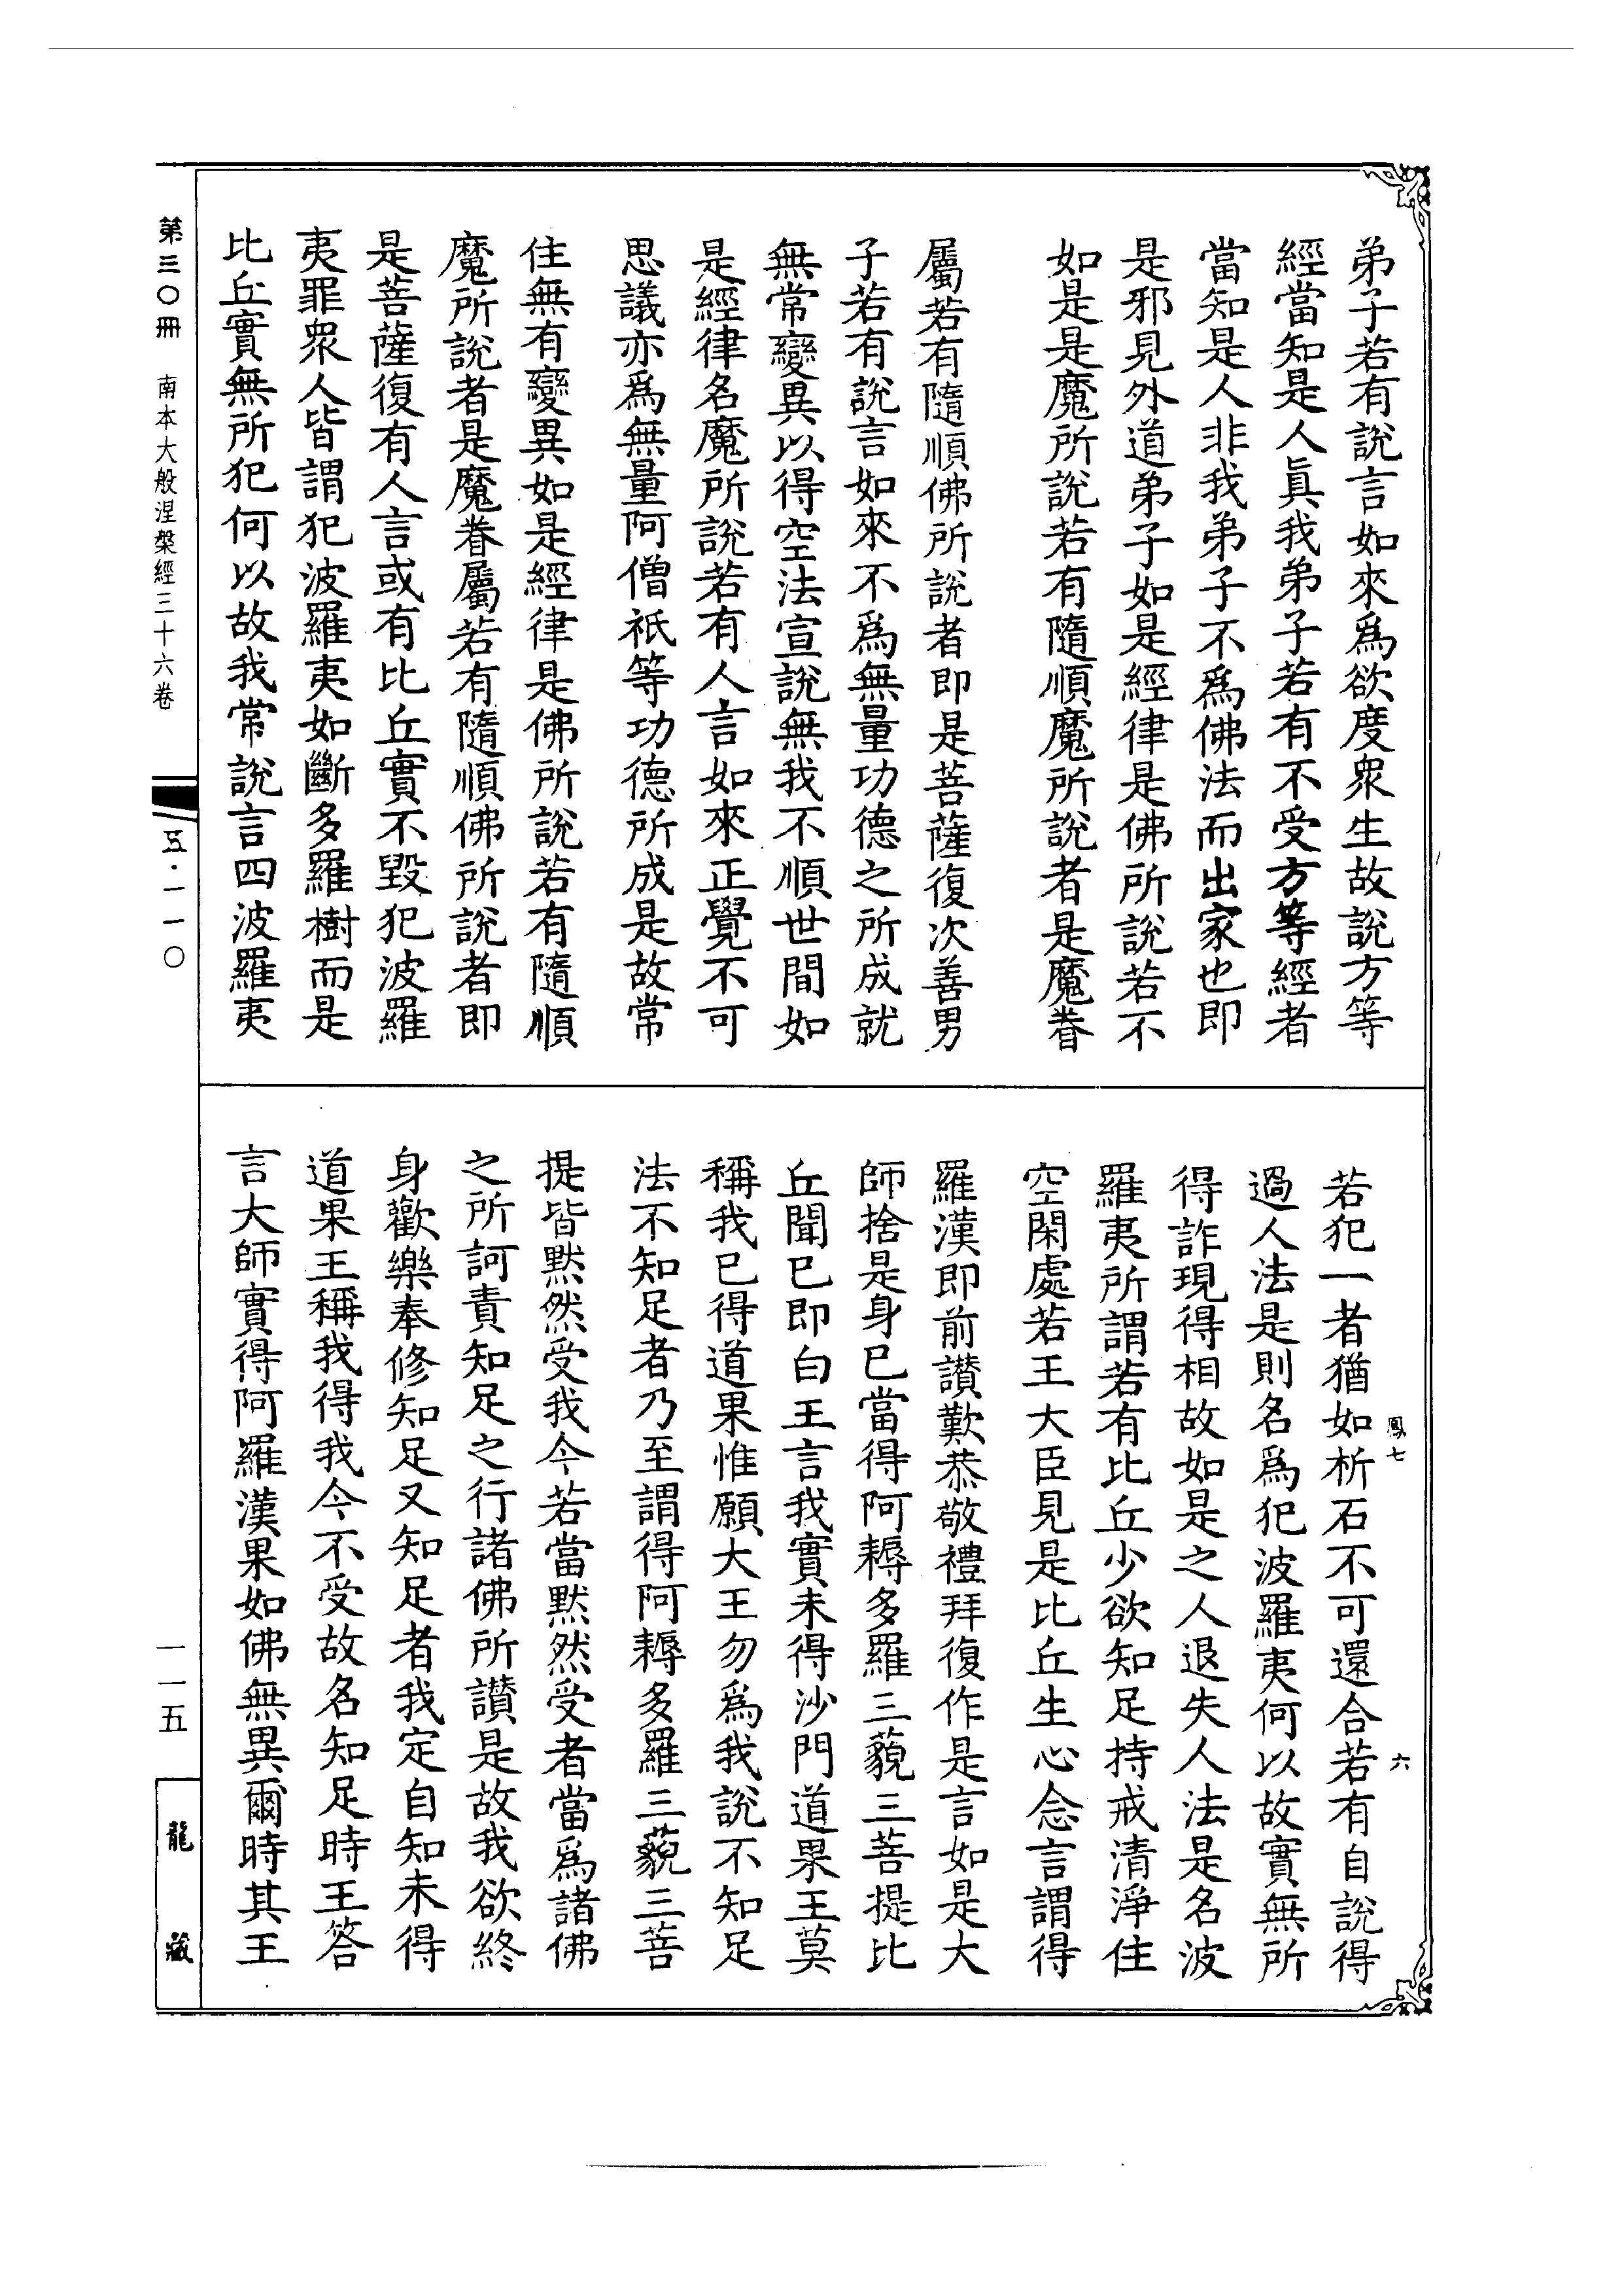 弟子若有說言如來爲欲度衆生故說方等
經當知是人眞我弟子若有不受方等經者
當知是人非我弟子不爲佛法而出家也即
是邪見外道弟子如是經律是佛所說若不
如是是魔所說若有隨順魔所說者是魔眷
屬若有隨順佛所說者即是菩薩復次善男
子若有說言如來不爲無量功德之所成就
無常變異以得空法宣說無我不順世間如
是經律名魔所說若有人言如來正覺不可
思議亦爲無量阿僧祇等功德所成是故常
住無有變異如是經律是佛所說若有隨順
魔所說者是魔眷屬若有隨順佛所說者即
是菩薩復有人言或有比丘實不毀犯波羅
夷罪衆人皆謂犯波羅夷如斷多羅樹而是
比丘實無所犯何以故我常說言四波羅夷
若犯一者猶如析石不可還合若有自說得
過人法是則名爲犯波羅夷何以故實無所
得詐現得相故如是之人退失人法是名波
羅夷所謂若有比丘少欲知足持戒清淨住
空閑處若王大臣見是比丘生心念言謂得
羅漢即前讃歎恭敬禮拜復作是言如是大
師捨是身已當得阿耨多羅三藐三菩提比
丘聞已即白王言我實未得沙門道果王莫
稱我已得道果惟願大王勿爲我說不知足
法不知足者乃至謂得阿耨多羅三藐三菩
提皆默然受我今若當默然受者當爲諸佛
之所訶責知足之行諸佛所讃是故我欲終
身歡樂奉修知足又知足者我定自知未得
道果王稱我得我今不受故名知足時王答
言大師實得阿羅漢果如佛無異爾時其王
鳳七
六
第三〇冊
南本大般涅槃經三十六卷
五·一一〇
一一五
龍藏